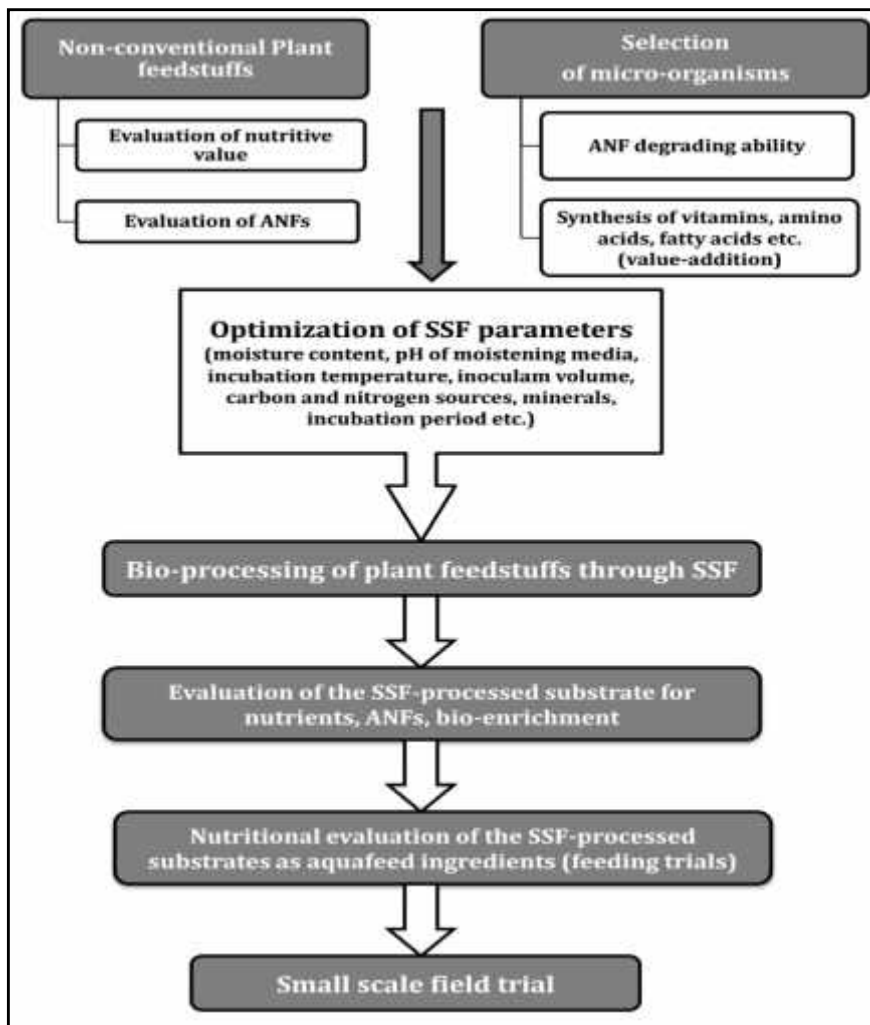 Non-conventional Plant
feedstuffs
Evaluation of nutritive
value
Evaluation of ANFs
Selection
of micro-organisms
ANF degrading ability
Synthesis of vitamins, amino
acids, fatty acids etc.
(value-addition)
Optimization of SSF parameters
(moisture content, pH of moistening media,
incubation temperature, inoculam volume,
carbon and nitrogen sources, minerals,
incubation period etc.)
Bio-processing of plant feedstuffs through SSF
Evaluation of the SSF-processed substrate for
nutrients, ANFs, bio-enrichment
Nutritional evaluation of the SSF-processed
substrates as aquafeed ingredients (feeding trials)
Small scale field trial